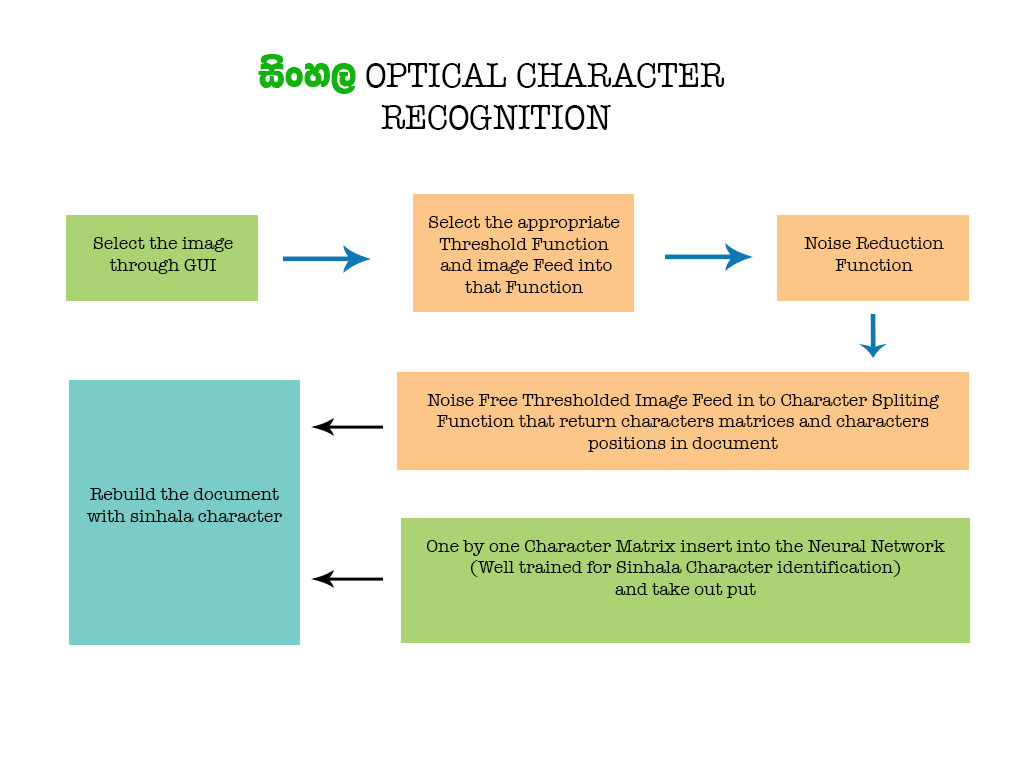 සිංහල OPTICAL CHARACTER
RECOGNITION
Select the image
through GUI
Select the appropriate
Threshold Function
and image Feed into
that Function
Noise Reduction
Function
Noise Free Thresholded Image Feed in to Character Spliting
Function that return characters matrices and characters
positions in document
Rebuild the document
with sinhala character
One by one Character Matrix insert into the Neural Network
(Well trained for Sinhala Character identification)
and take out put